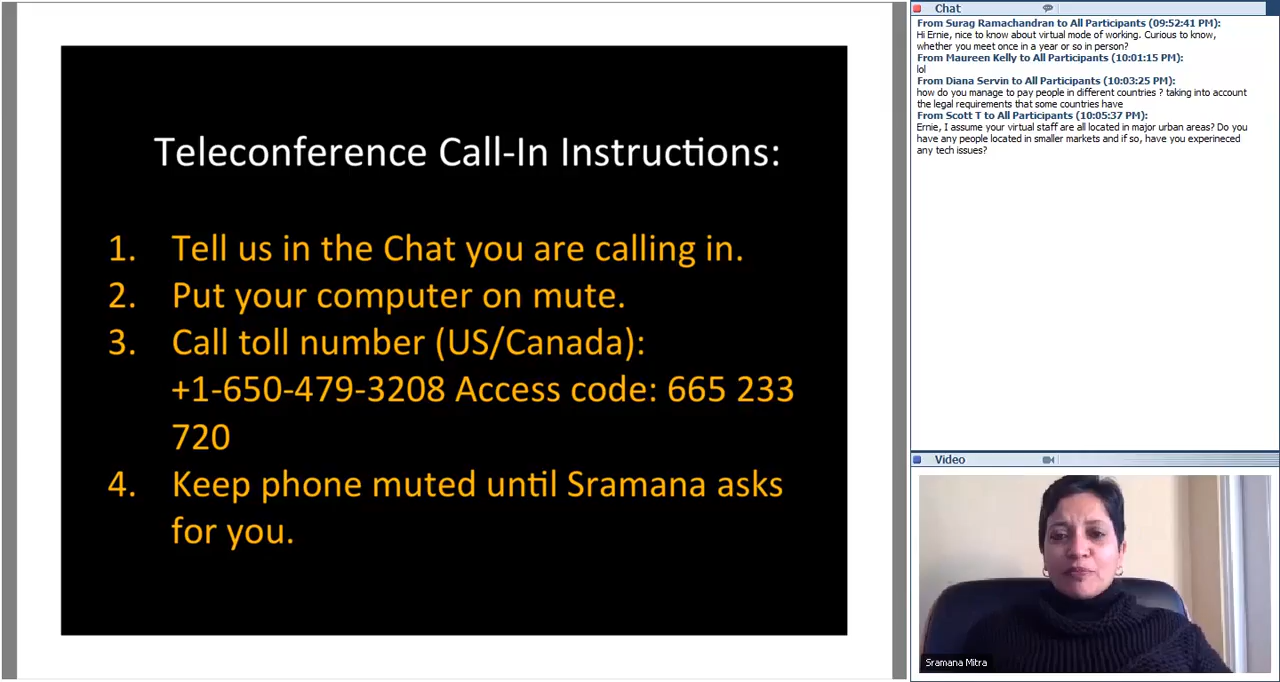 Teleconference Call-In Instructions:
1. Tell us in the Chat you are calling in.
2. Put your computer on mute.
3. Call toll number (US/Canada):
+1-650-479-3208 Access code: 665 233
720
4. Keep phone muted until Sramana asks
for you.
Chat
From Surag Ramachandran to All Participants (09:52:41 PM):
Hi Ernie, nice to know about virtual mode of working. Curious to know,
whether you meet once in a year or so in person?
From Maureen Kelly to All Participants (10:01:15 PM):
lol
From Diana Servin to All Participants (10:03:25 PM):
how do you manage to pay people in different countries ? taking into account
the legal requirements that some countries have
From Scott T to All Participants (10:05:37 PM):
Ernie, I assume your virtual staff are all located in major urban areas? Do you
have any people located in smaller markets and if so, have you experineced
any tech issues?
Video
Sramana Mitra